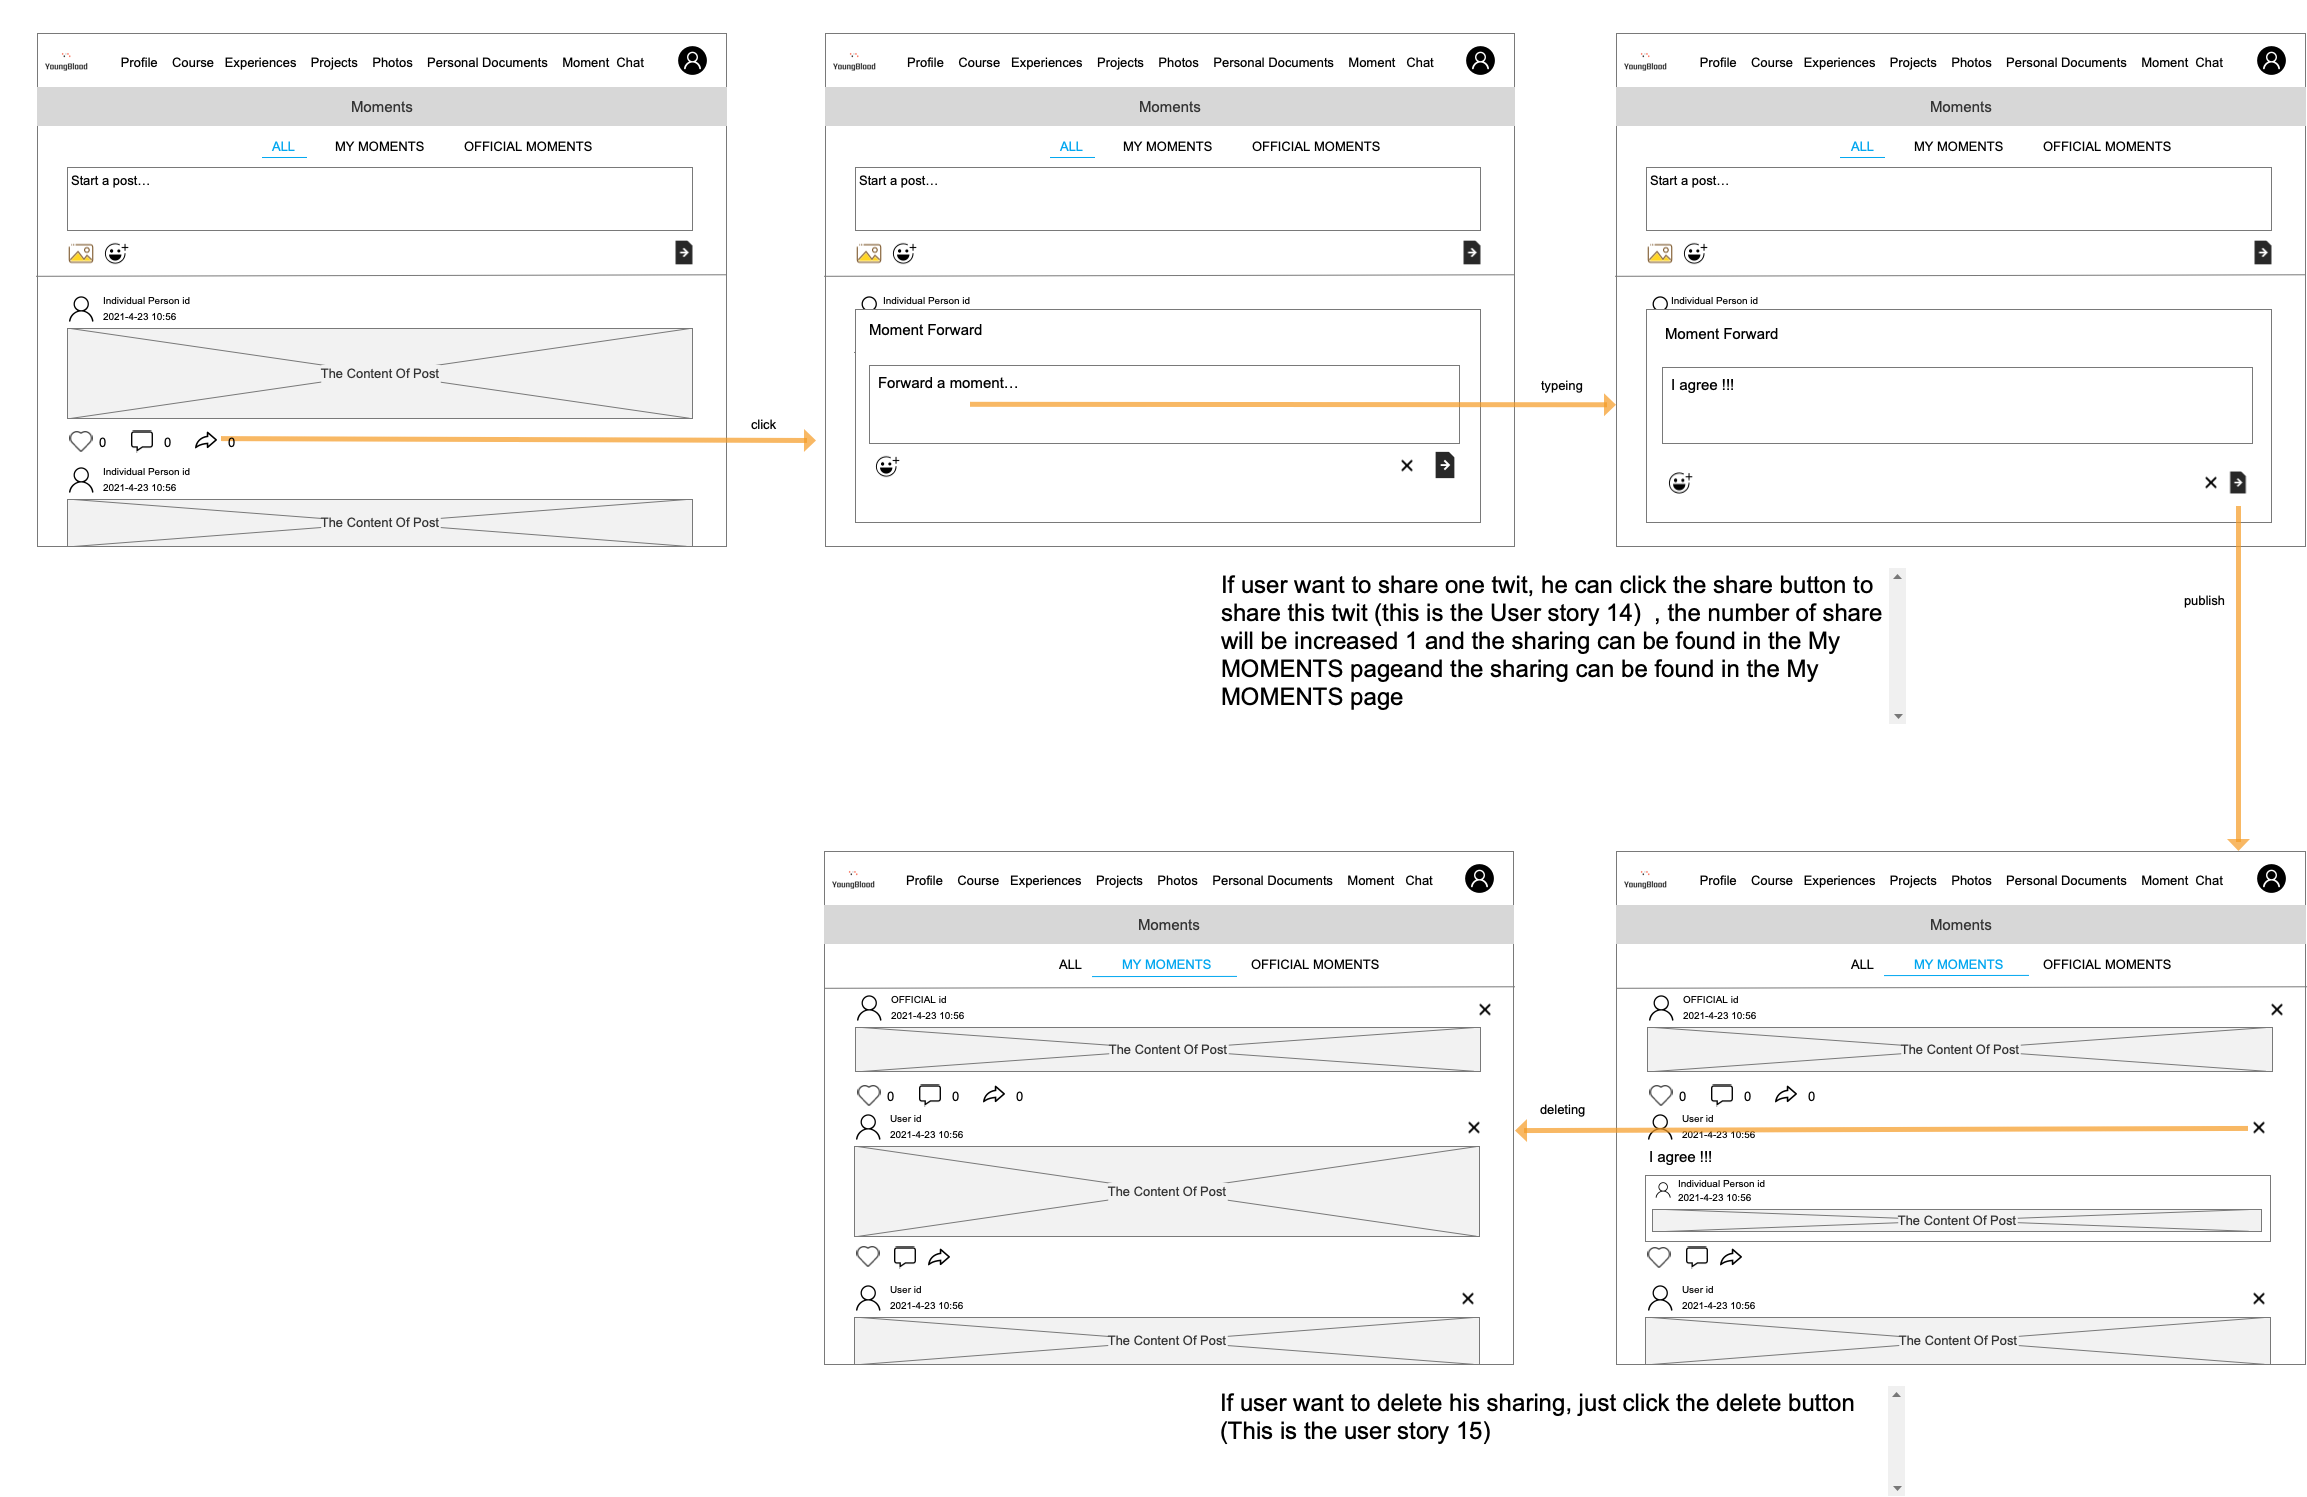 YoungBlood
Profile Course Experiences Projects Photos Personal Documents Moment Chat
Moments
ALL MY MOMENTS OFFICIAL MOMENTS
Start a post...
Individual Person id
2021-4-23 10:56
The Content Of Post
0 0 0
Individual Person id
2021-4-23 10:56
The Content Of Post
click
YoungBlood
Profile Course Experiences Projects Photos Personal Documents Moment Chat
Moments
ALL MY MOMENTS OFFICIAL MOMENTS
Start a post...
Individual Person id
Moment Forward
Forward a moment...
typeing
YoungBlood
Profile Course Experiences Projects Photos Personal Documents Moment Chat
Moments
ALL MY MOMENTS OFFICIAL MOMENTS
Start a post...
Individual Person id
Moment Forward
I agree !!!
If user want to share one twit, he can click the share button to
share this twit (this is the User story 14)  , the number of share
will be increased 1 and the sharing can be found in the My
MOMENTS pageand the sharing can be found in the My
MOMENTS page
publish
YoungBlood
Profile Course Experiences Projects Photos Personal Documents Moment Chat
Moments
ALL MY MOMENTS OFFICIAL MOMENTS
OFFICIAL id
2021-4-23 10:56
The Content Of Post
0 0 0
User id
2021-4-23 10:56
The Content Of Post
User id
2021-4-23 10:56
The Content Of Post
deleting
YoungBlood
Profile Course Experiences Projects Photos Personal Documents Moment Chat
Moments
ALL MY MOMENTS OFFICIAL MOMENTS
OFFICIAL id
2021-4-23 10:56
The Content Of Post
0 0 0
User id
2021-4-23 10:56
I agree !!!
Individual Person id
2021-4-23 10:56
The Content Of Post
User id
2021-4-23 10:56
The Content Of Post
If user want to delete his sharing, just click the delete button
(This is the user story 15)